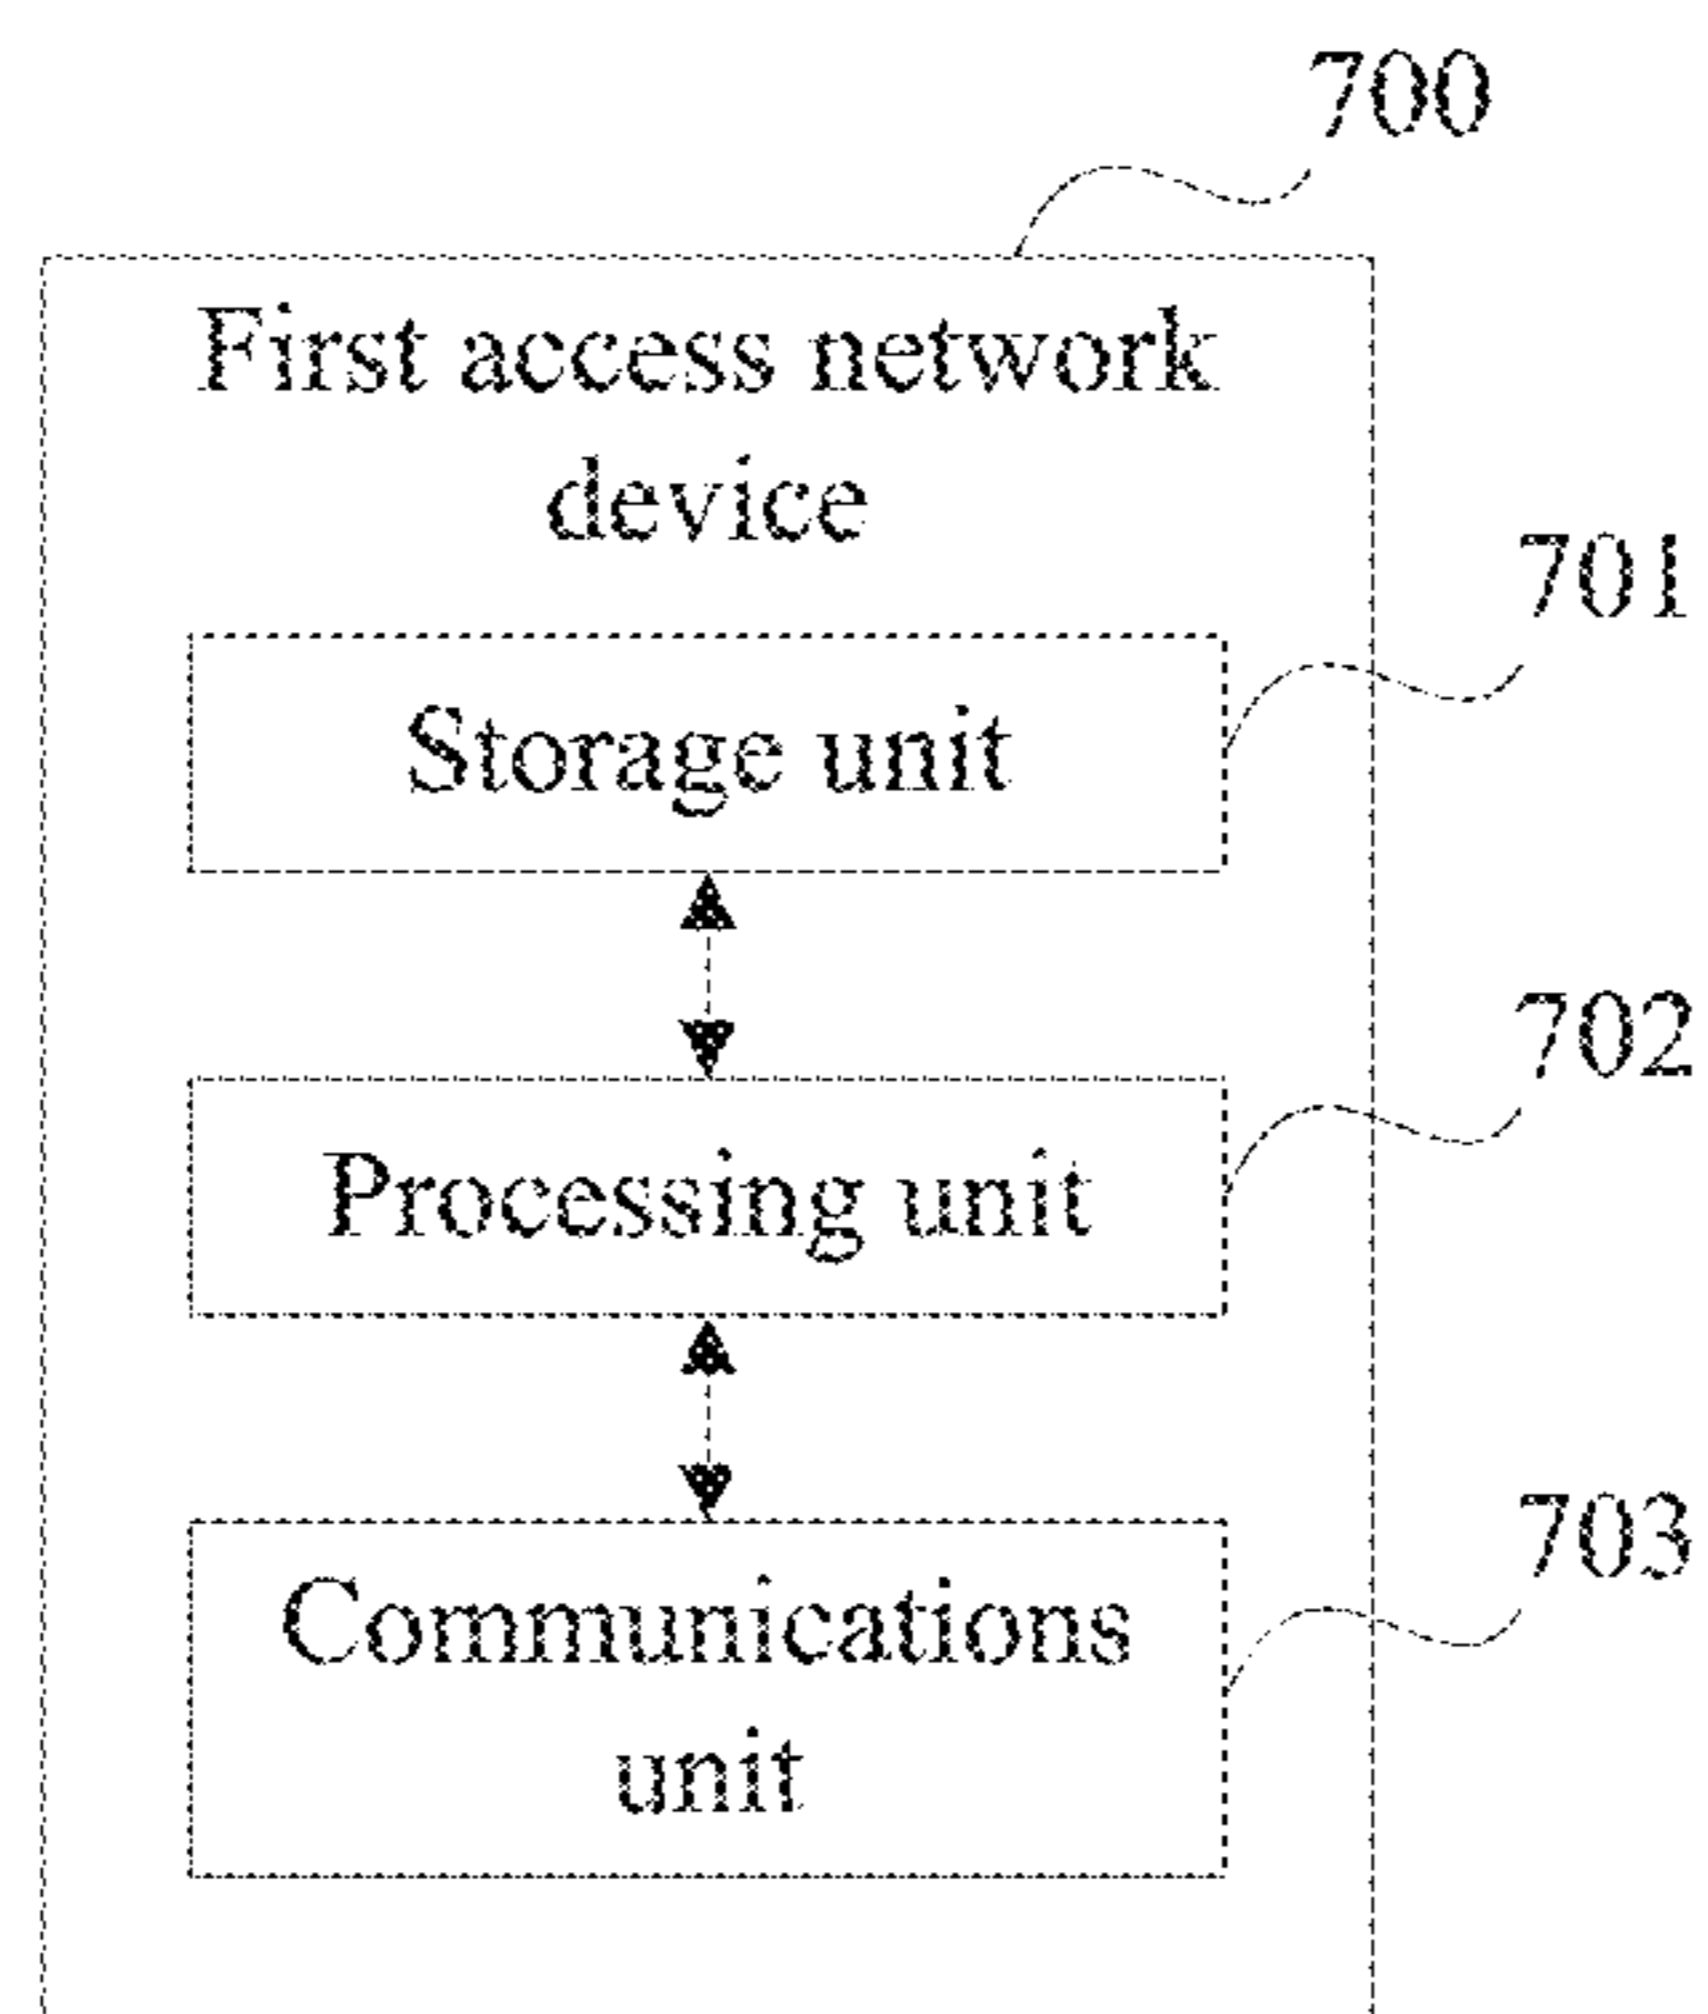 700
First access network
device
701
Storage unit
702
Processing unit
703
Communications
unit